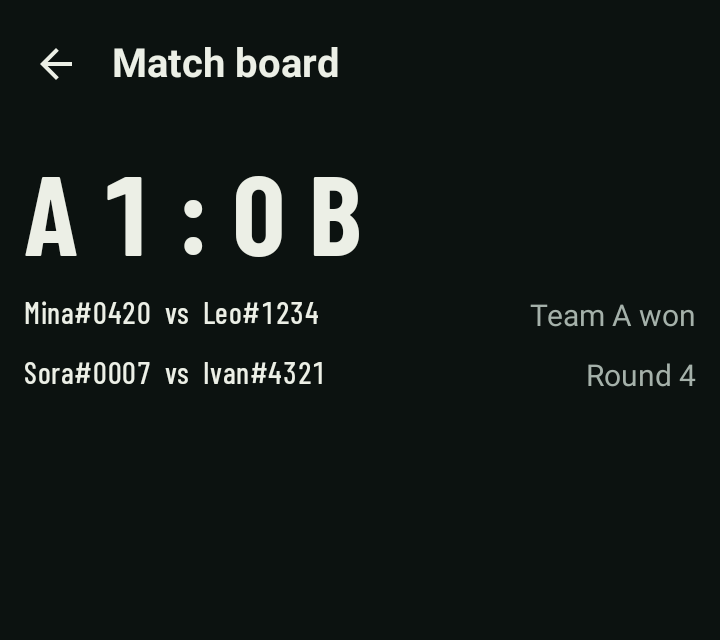 Match board
A 1 : 0 B
Mina#0420 vs Leo#1234 Team A won
Sora#0007 vs Ivan#4321 Round 4